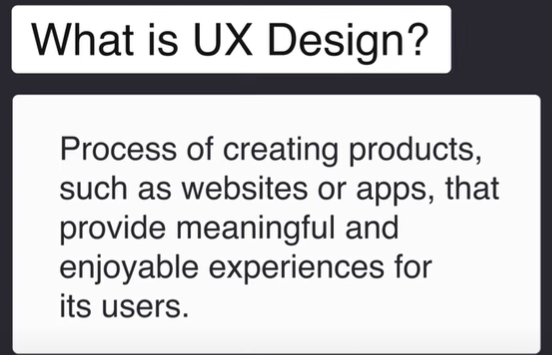 What is UX Design?
Process of creating products,
such as websites or apps, that
provide meaningful and
enjoyable experiences for
its users.